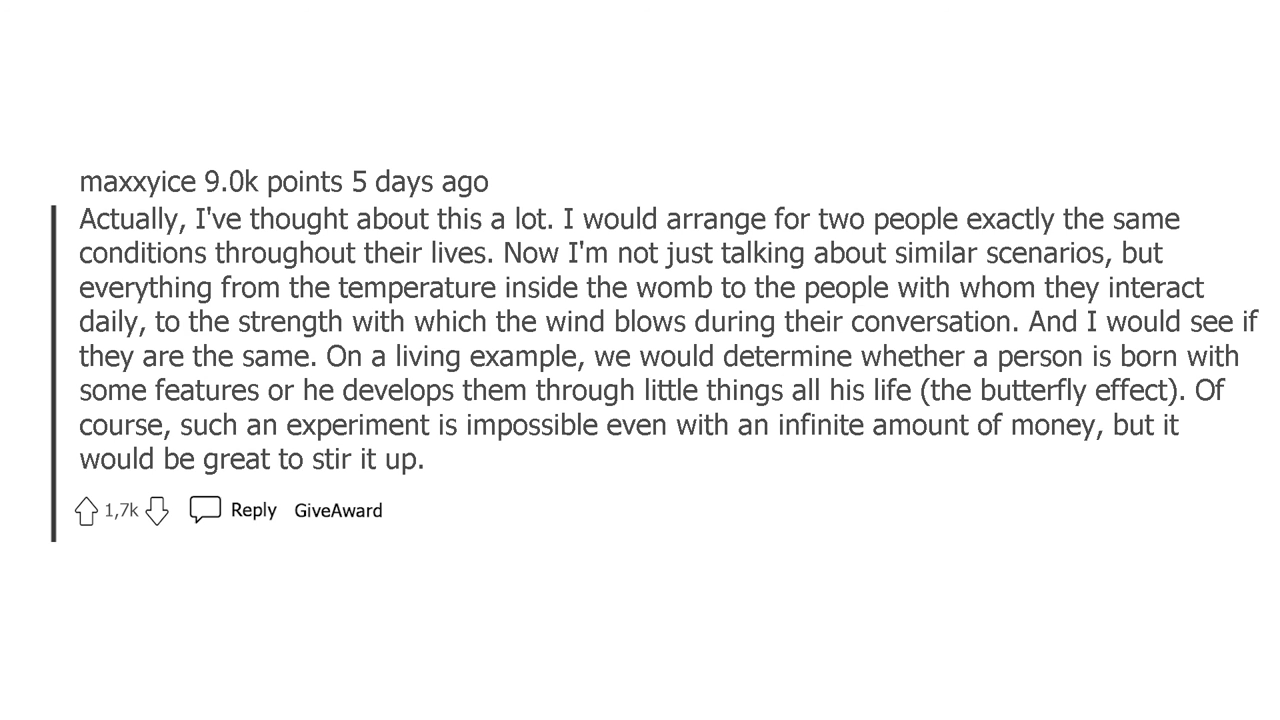 maxxyice 9.0k points 5 days ago
Actually, I've thought about this a lot. I would arrange for two people exactly the same
conditions throughout their lives. Now I'm not just talking about similar scenarios, but
everything from the temperature inside the womb to the people with whom they interact
daily, to the strength with which the wind blows during their conversation. And I would see if
they are the same. On a living example, we would determine whether a person is born with
some features or he develops them through little things all his life (the butterfly effect). Of
course, such an experiment is impossible even with an infinite amount of money, but it
would be great to stir it up.
1,7k Reply GiveAward